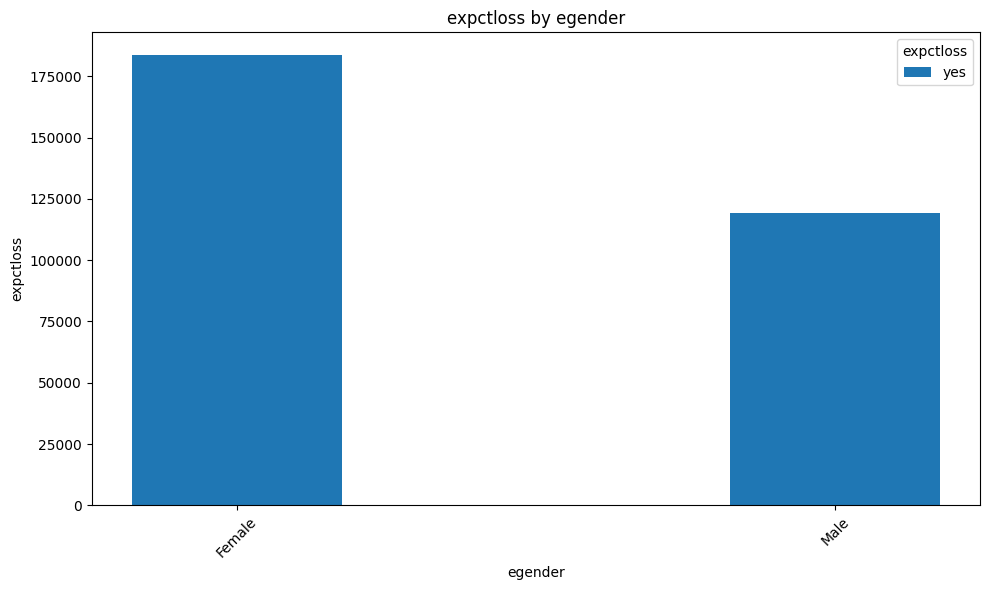 expctloss by egender
expctloss
yes
expctloss
175000
150000
125000
100000
75000
50000
25000
0
Female
Male
egender